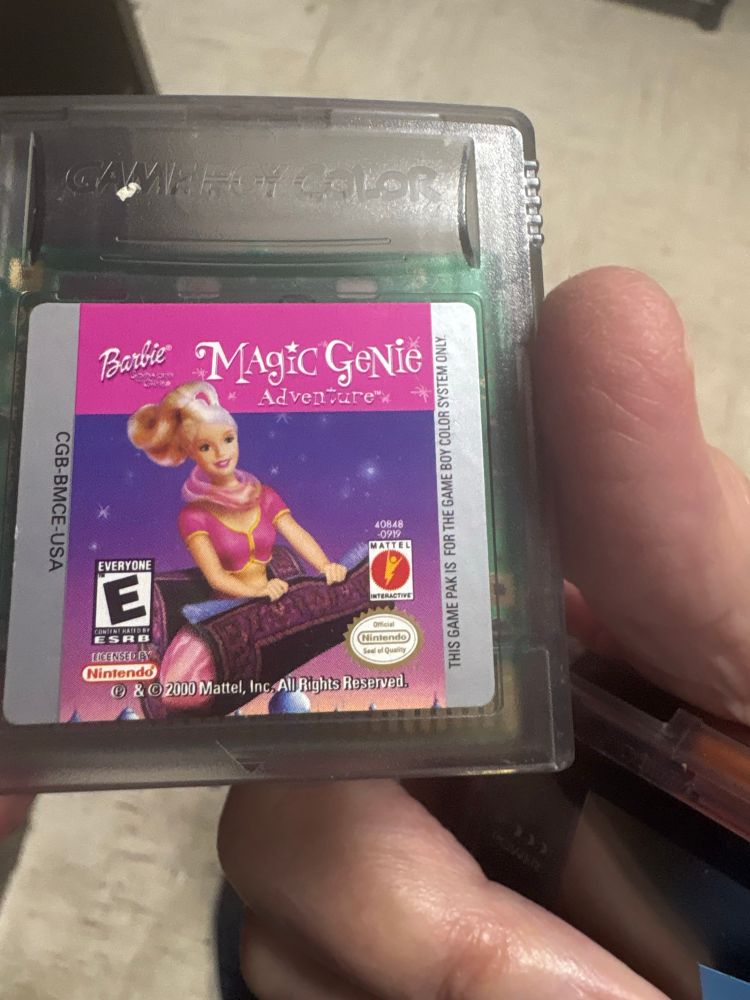 GAME BOY COLOR
Barbie®
MAGiC GeNie
Adventure™
CGB-BMCE-USA
THIS GAME PAK IS FOR THE GAME BOY COLOR SYSTEM ONLY.
40848
-0919
MATTEL
INTERACTIVE
EVERYONE
E
CONTENT RATED BY
ESRB
Official
Nintendo
Seal of Quality
LICENSED BY
Nintendo
℗ & © 2000 Mattel, Inc. All Rights Reserved.
POWER